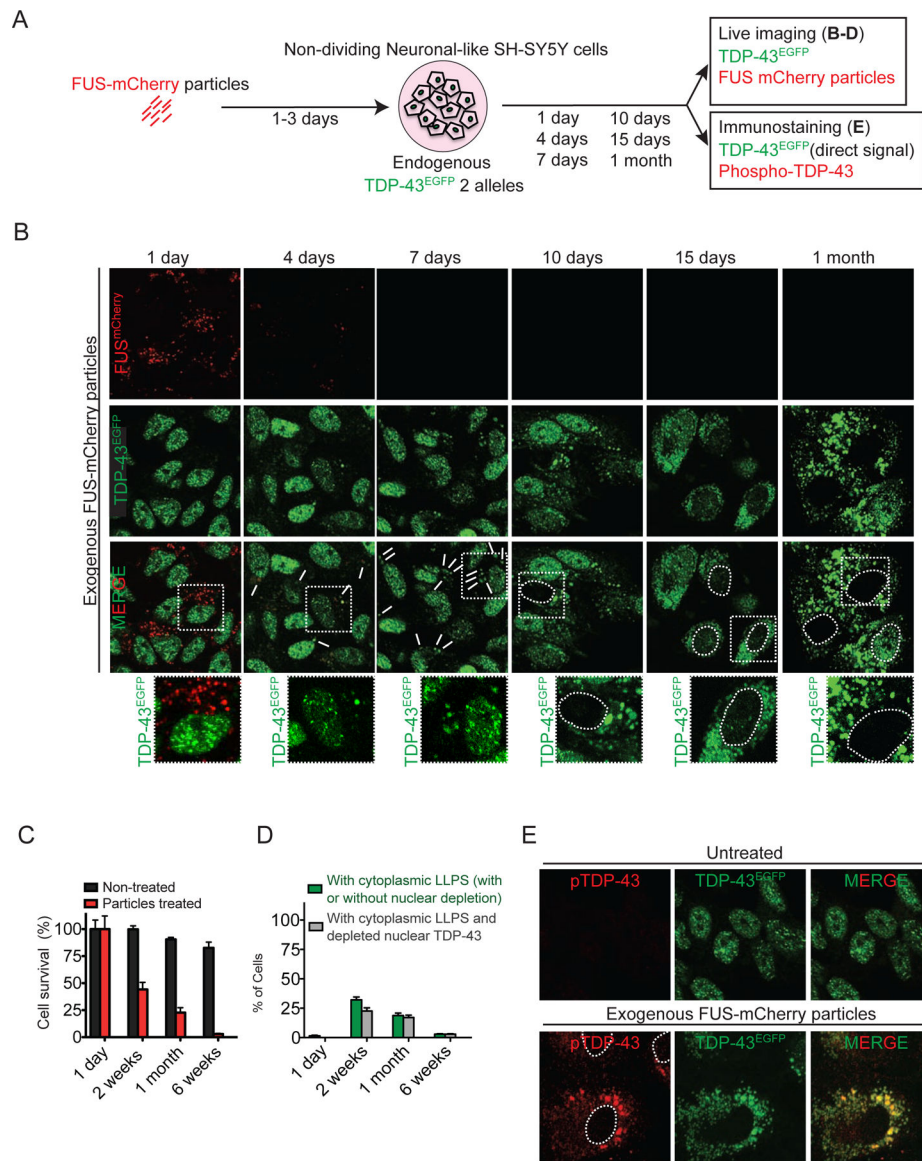 A
Non-dividing Neuronal-like SH-SY5Y cells
FUS-mCherry particles
1-3 days
Endogenous
TDP-43EGFP 2 alleles
1 day 10 days
4 days 15 days
7 days 1 month
Live imaging (B-D)
TDP-43EGFP
FUS mCherry particles
Immunostaining (E)
TDP-43EGFP(direct signal)
Phospho-TDP-43
B
1 day 4 days 7 days 10 days 15 days 1 month
Exogenous FUS-mCherry particles
FUSmCherry
TDP-43EGFP
MERGE
TDP-43EGFP TDP-43EGFP TDP-43EGFP TDP-43EGFP TDP-43EGFP TDP-43EGFP
C
Non-treated
Particles treated
Cell survival (%)
100
75
50
25
0
1 day 2 weeks 1 month 6 weeks
D
With cytoplasmic LLPS (with
or without nuclear depletion)
With cytoplasmic LLPS and
depleted nuclear TDP-43
% of Cells
100
75
50
25
0
1 day 2 weeks 1 month 6 weeks
E
Untreated
pTDP-43 TDP-43EGFP MERGE
Exogenous FUS-mCherry particles
pTDP-43 TDP-43EGFP MERGE